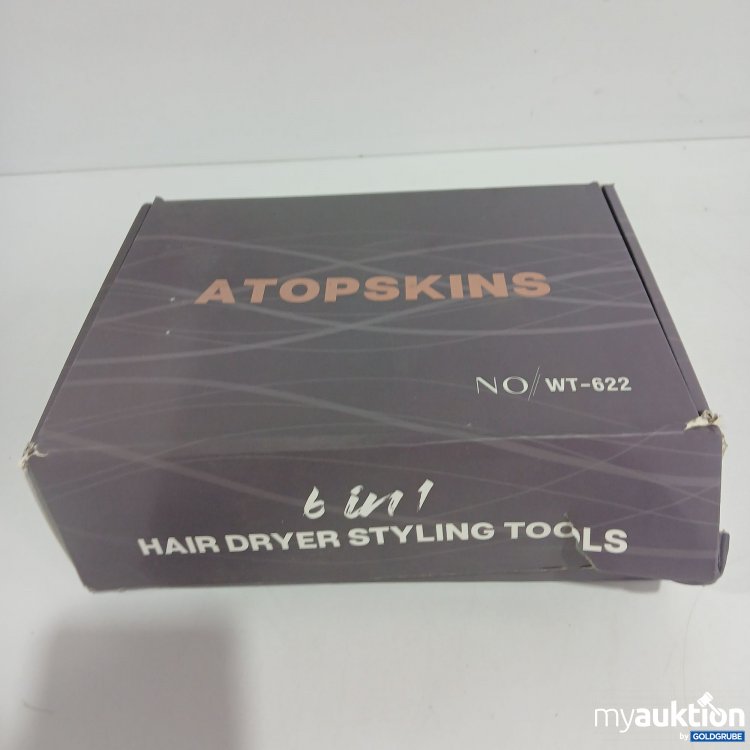 ATOPSKINS
NO// WT-622
6 in 1
HAIR DRYER STYLING TOOLS
myauktion
by GOLDGRUBE